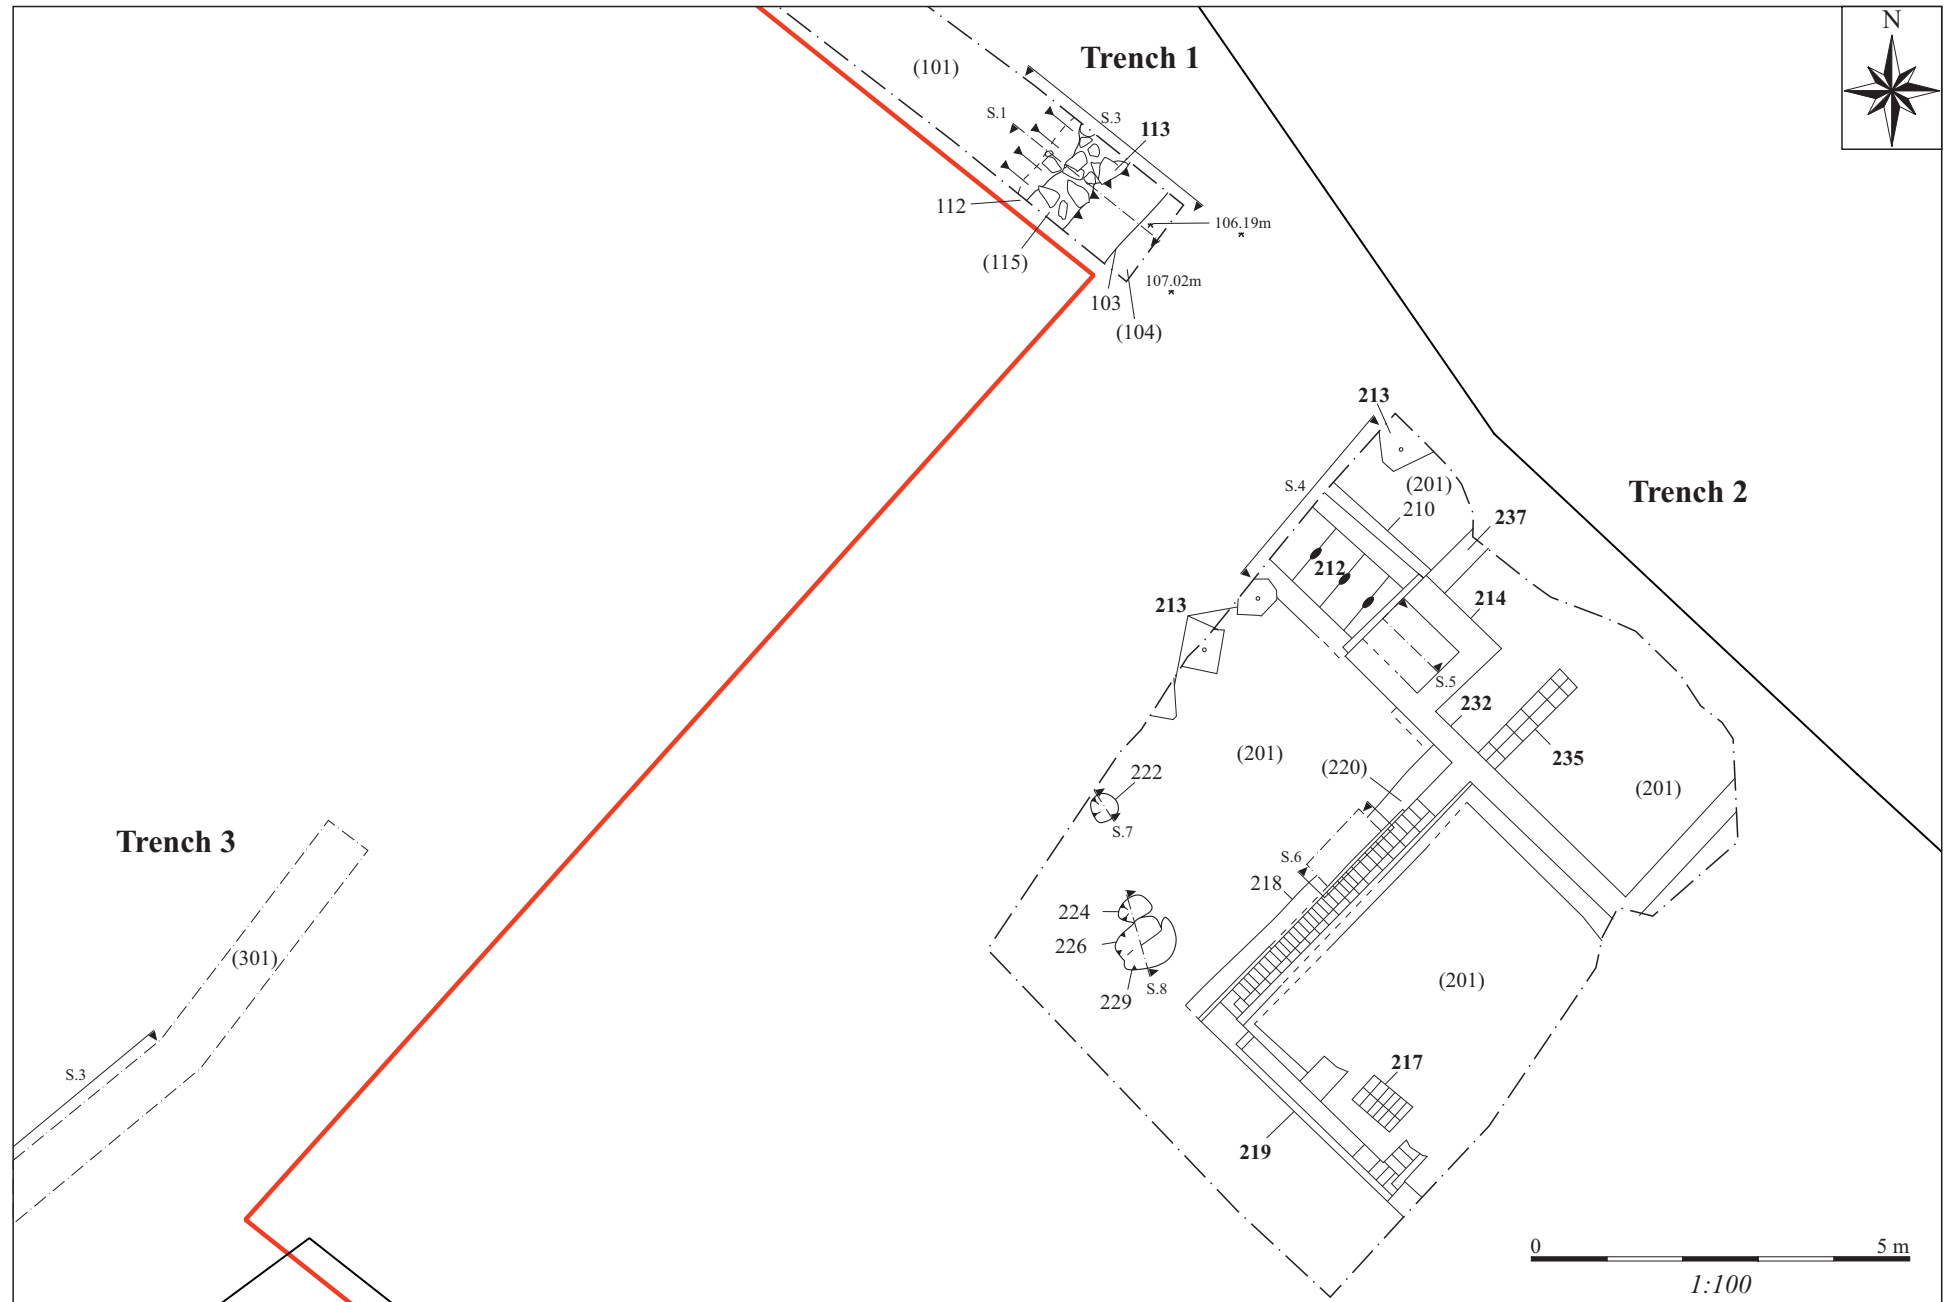 N
Trench 1
(101)
S.1
S.3
113
112
106.19m
(115)
107.02m
103
(104)
213
S.4
(201)
Trench 2
210
237
212
214
213
S.5
232
(201)
(220)
235
222
(201)
S.7
Trench 3
S.6
218
224
226
(301)
(201)
S.8
229
217
S.3
219
0 5 m
1:100